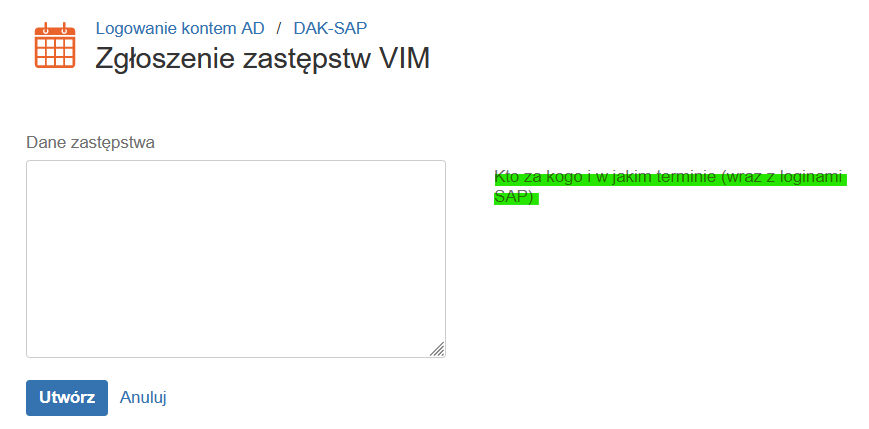 Logowanie kontem AD / DAK-SAP
Zgłoszenie zastępstw VIM
Dane zastępstwa
Kto za kogo i w jakim terminie (wraz z loginami
SAP)
Utwórz Anuluj